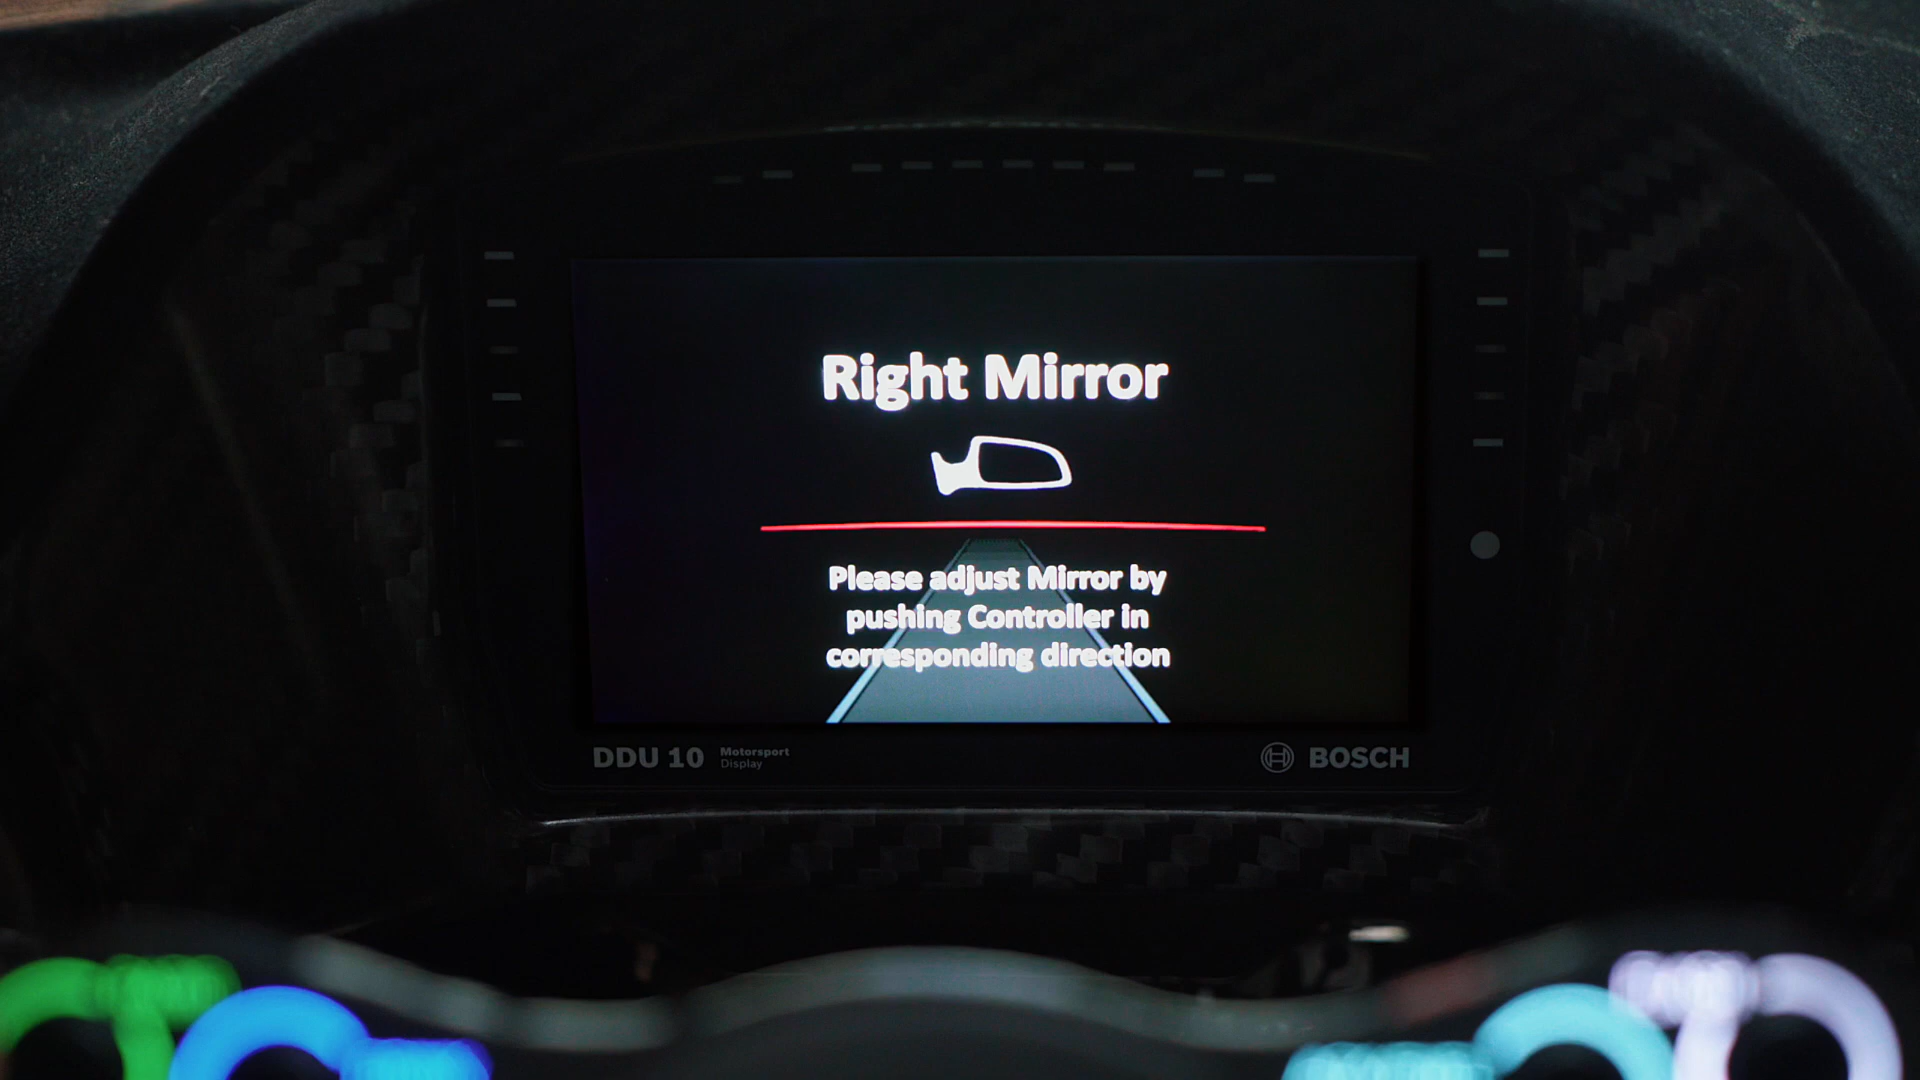 Right Mirror
Please adjust Mirror by
pushing Controller in
corresponding direction
DDU 10 Motorsport
Display
BOSCH